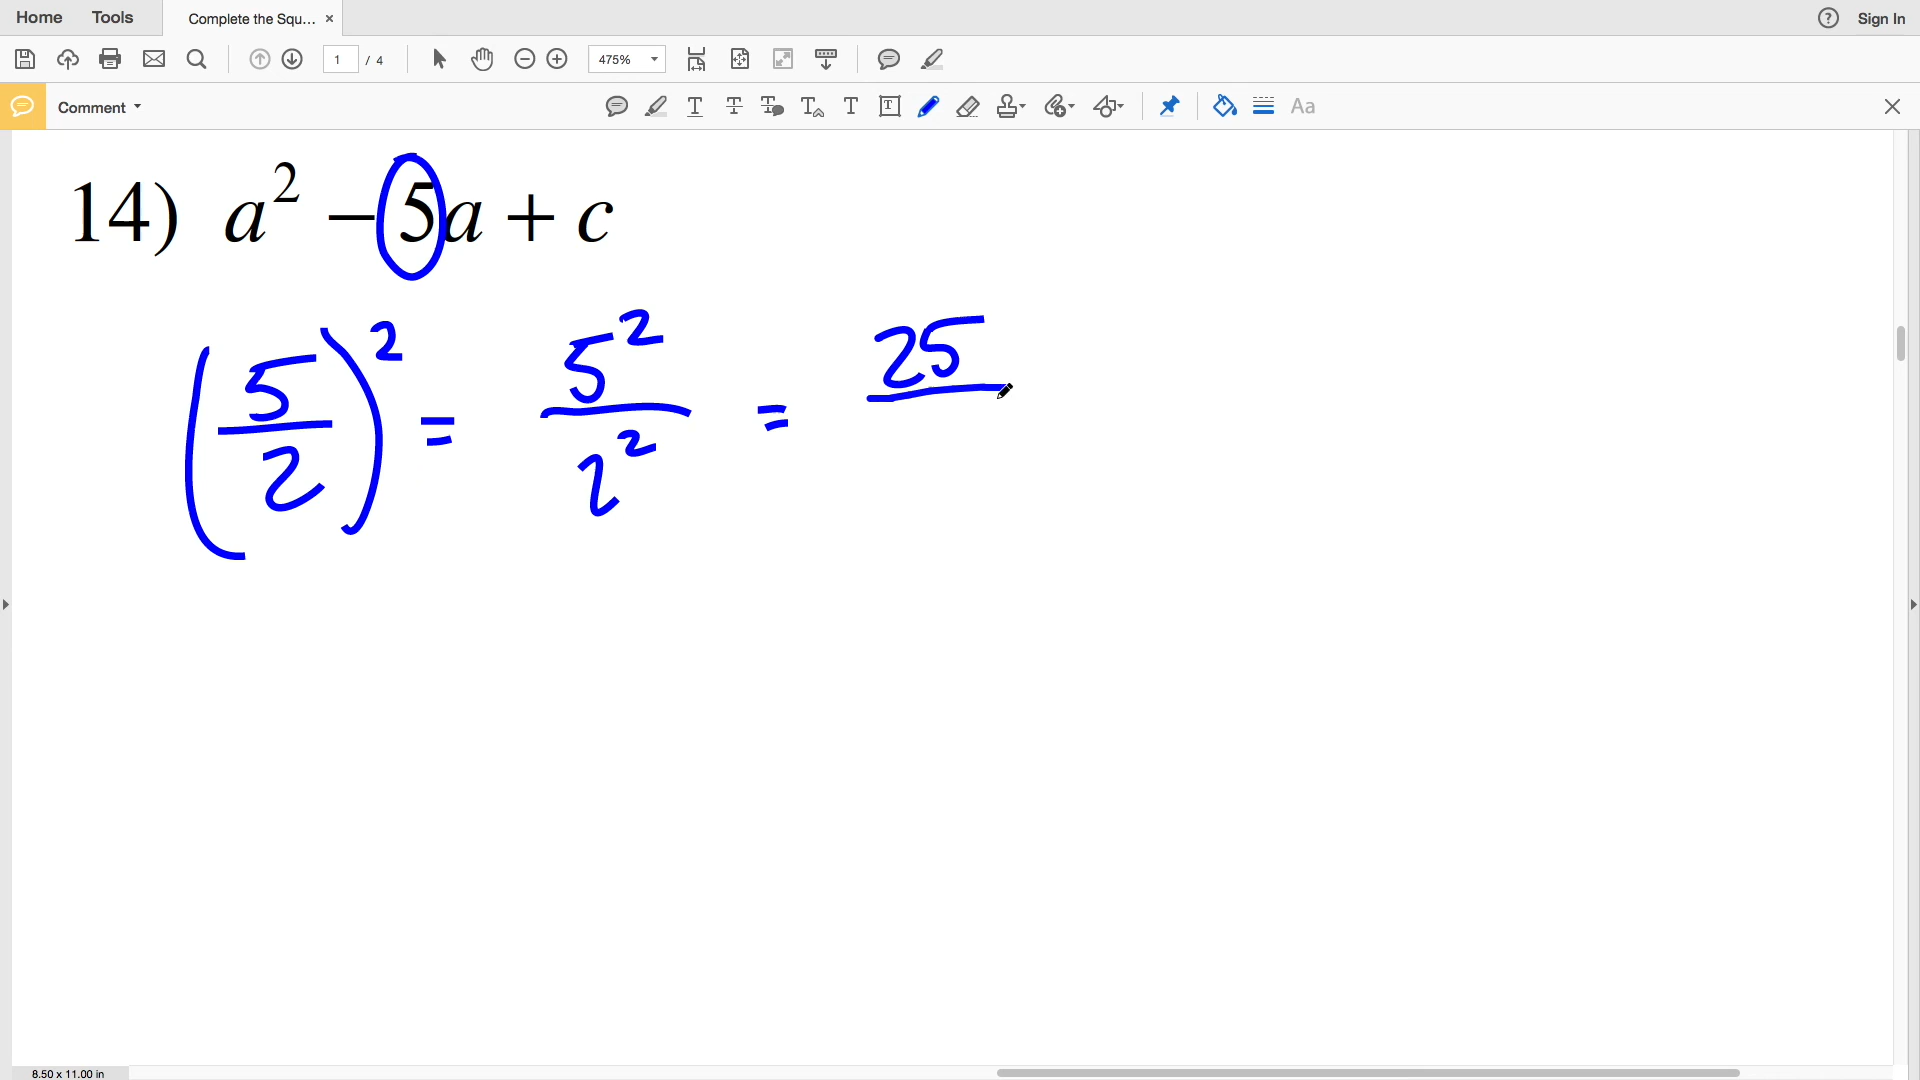 Home Tools Complete the Squ... × ? Sign In
1 / 4 475%
Comment T T T T T T Aa
14) a² − 5a + c
(5/2)² = 5²/2² = 25/
8.50 x 11.00 in